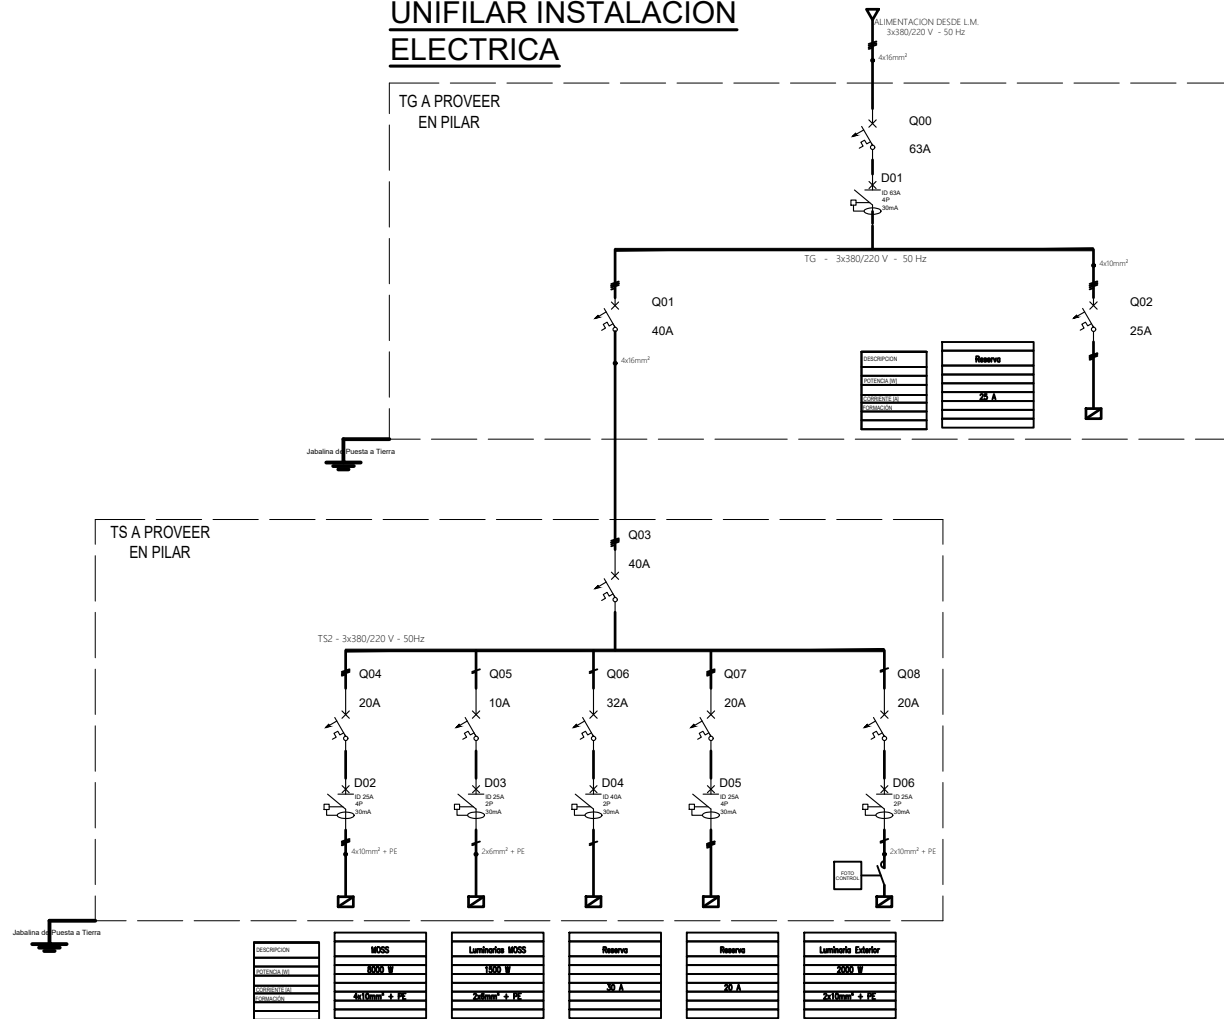 UNIFILAR INSTALACION
ELECTRICA
ALIMENTACION DESDE L.M.
3x380/220 V - 50 Hz
4x16mm²
TG A PROVEER
EN PILAR
Q00
63A
D01
ID 63A
4P
30mA
TG - 3x380/220 V - 50 Hz
4x10mm²
Q01
40A
Q02
25A
4x16mm²
DESCRIPCION
POTENCIA [W]
CORRIENTE [A]
FORMACIÓN
Reserva
25 A
Jabalina de Puesta a Tierra
TS A PROVEER
EN PILAR
Q03
40A
TS2 - 3x380/220 V - 50Hz
Q04
20A
Q05
10A
Q06
32A
Q07
20A
Q08
20A
D02
ID 25A
4P
30mA
D03
ID 25A
2P
30mA
D04
ID 40A
2P
30mA
D05
ID 25A
4P
30mA
D06
ID 25A
2P
30mA
4x10mm² + PE
2x6mm² + PE
2x10mm² + PE
FOTO
CONTROL
Jabalina de Puesta a Tierra
DESCRIPCION
POTENCIA [W]
CORRIENTE [A]
FORMACIÓN
MOSS
8000 W
4x10mm² + PE
Luminarias MOSS
1500 W
2x6mm² + PE
Reserva
30 A
Reserva
20 A
Luminaria Exterior
2000 W
2x10mm² + PE